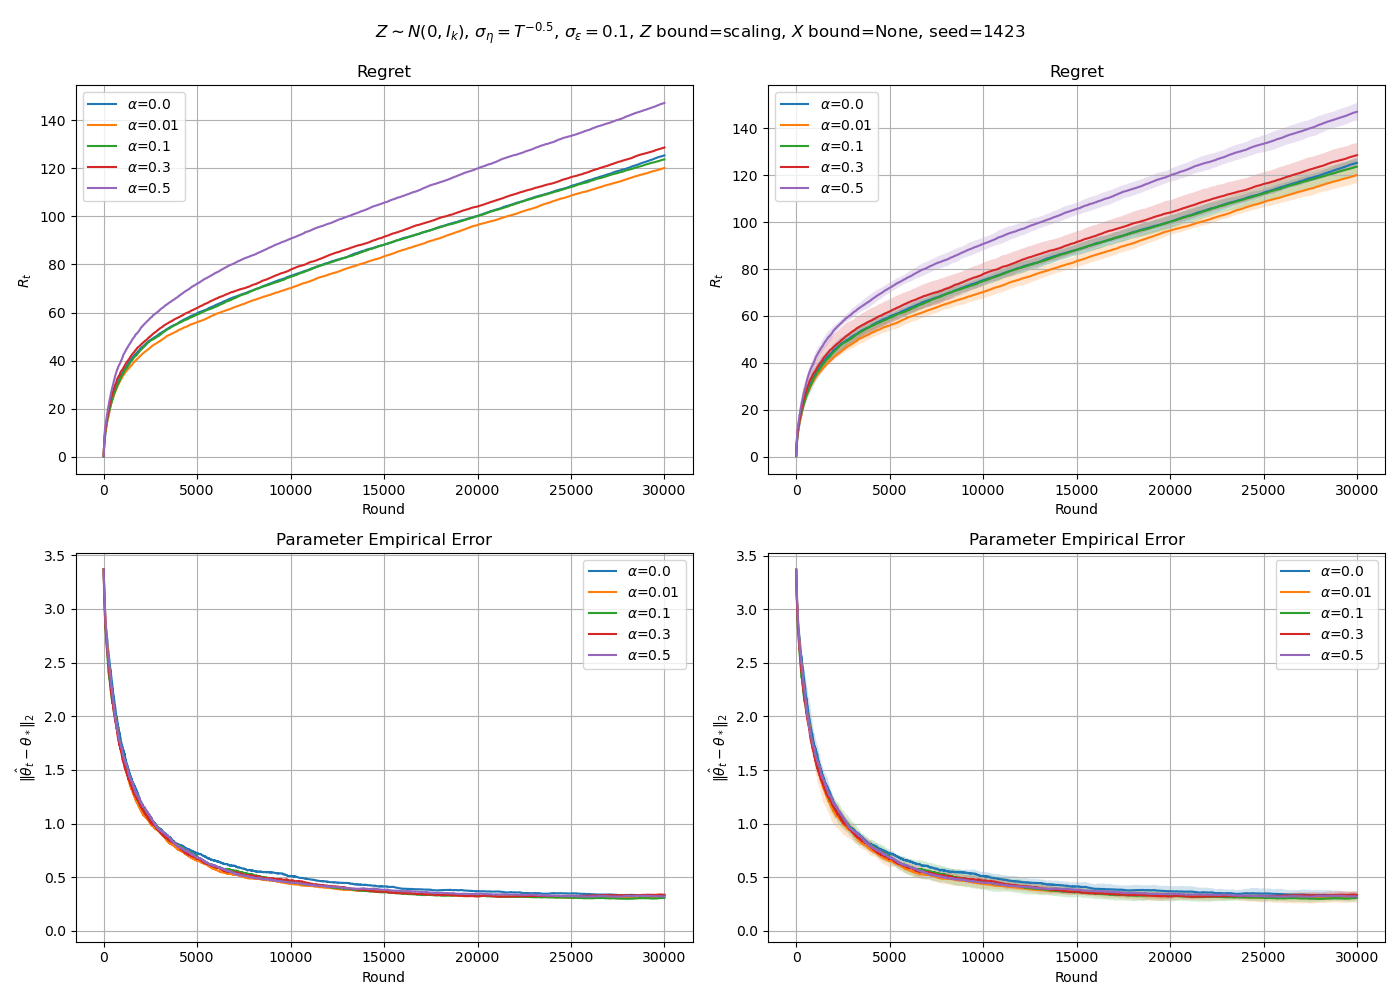 Z ∼ N(0, I_k), σ_η = T^{−0.5}, σ_ε = 0.1, Z bound=scaling, X bound=None, seed=1423
Regret
R_t
140
120
100
80
60
40
20
0
α=0.0
α=0.01
α=0.1
α=0.3
α=0.5
0 5000 10000 15000 20000 25000 30000
Round
Regret
R_t
140
120
100
80
60
40
20
0
α=0.0
α=0.01
α=0.1
α=0.3
α=0.5
0 5000 10000 15000 20000 25000 30000
Round
Parameter Empirical Error
‖θ̂_t − θ_*‖_2
3.5
3.0
2.5
2.0
1.5
1.0
0.5
0.0
α=0.0
α=0.01
α=0.1
α=0.3
α=0.5
0 5000 10000 15000 20000 25000 30000
Round
Parameter Empirical Error
‖θ̂_t − θ_*‖_2
3.5
3.0
2.5
2.0
1.5
1.0
0.5
0.0
α=0.0
α=0.01
α=0.1
α=0.3
α=0.5
0 5000 10000 15000 20000 25000 30000
Round